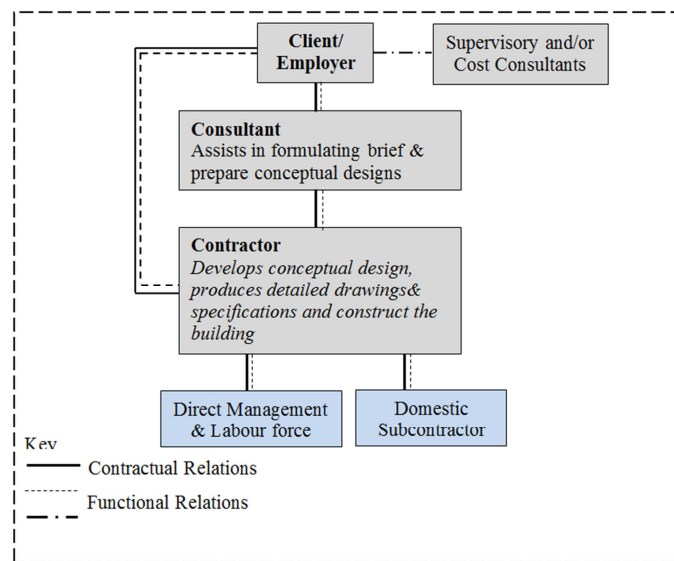 Client/
Employer
Supervisory and/or
Cost Consultants
Consultant
Assists in formulating brief &
prepare conceptual designs
Contractor
Develops conceptual design,
produces detailed drawings&
specifications and construct the
building
Direct Management
& Labour force
Domestic
Subcontractor
Key
Contractual Relations
Functional Relations